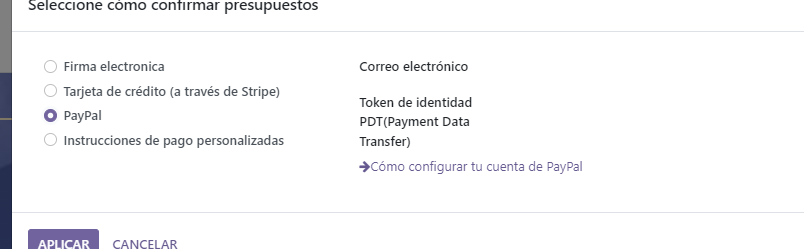 Seleccione cómo confirmar presupuestos
Firma electronica
Tarjeta de crédito (a través de Stripe)
PayPal
Instrucciones de pago personalizadas
Correo electrónico
Token de identidad
PDT(Payment Data
Transfer)
Cómo configurar tu cuenta de PayPal
APLICAR
CANCELAR